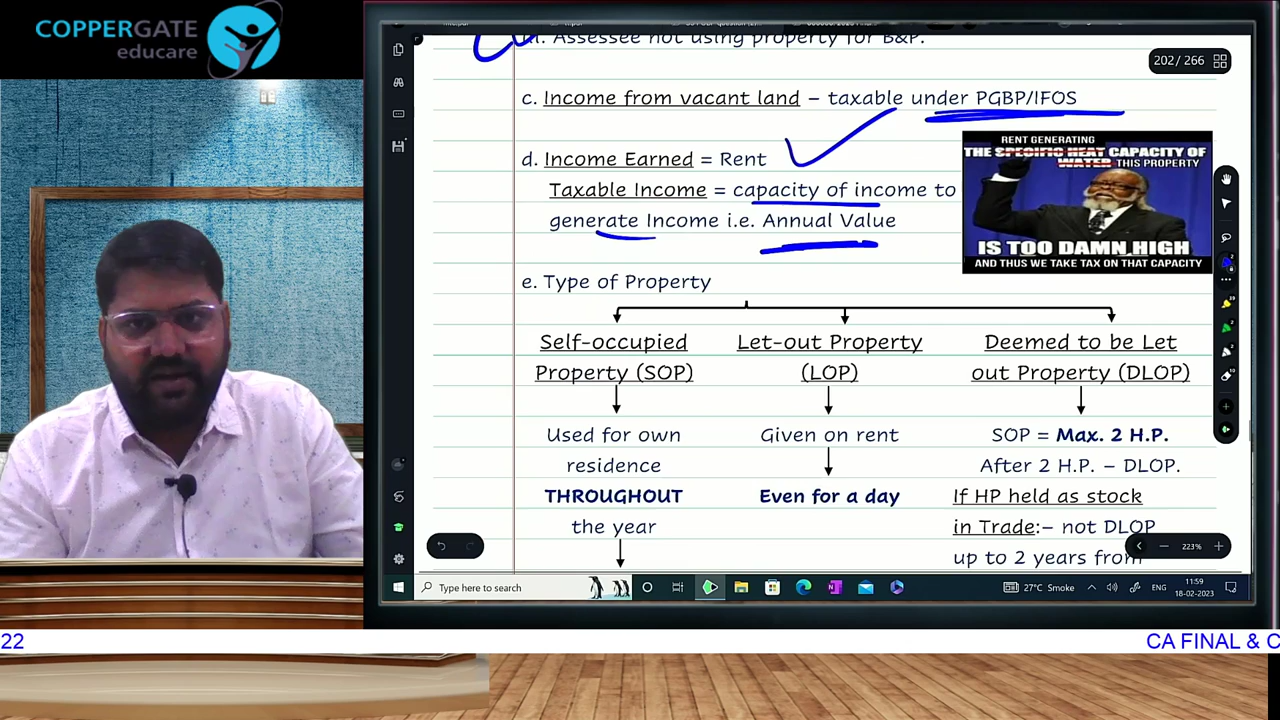 COPPERGATE
educare
iii. Assessee not using property for B&P.
202 / 266
c. Income from vacant land – taxable under PGBP/IFOS
d. Income Earned = Rent
Taxable Income = capacity of income to
generate Income i.e. Annual Value
RENT GENERATING
THE SPECIFIC HEAT CAPACITY OF
WATER THIS PROPERTY
IS TOO DAMN HIGH
AND THUS WE TAKE TAX ON THAT CAPACITY
e. Type of Property
Self-occupied
Property (SOP)
Let-out Property
(LOP)
Deemed to be Let
out Property (DLOP)
Used for own
residence
THROUGHOUT
the year
Given on rent
Even for a day
SOP = Max. 2 H.P.
After 2 H.P. – DLOP.
If HP held as stock
in Trade:– not DLOP
up to 2 years from
223%
Type here to search
27°C Smoke
ENG
11:59
18-02-2023
22
CA FINAL & C